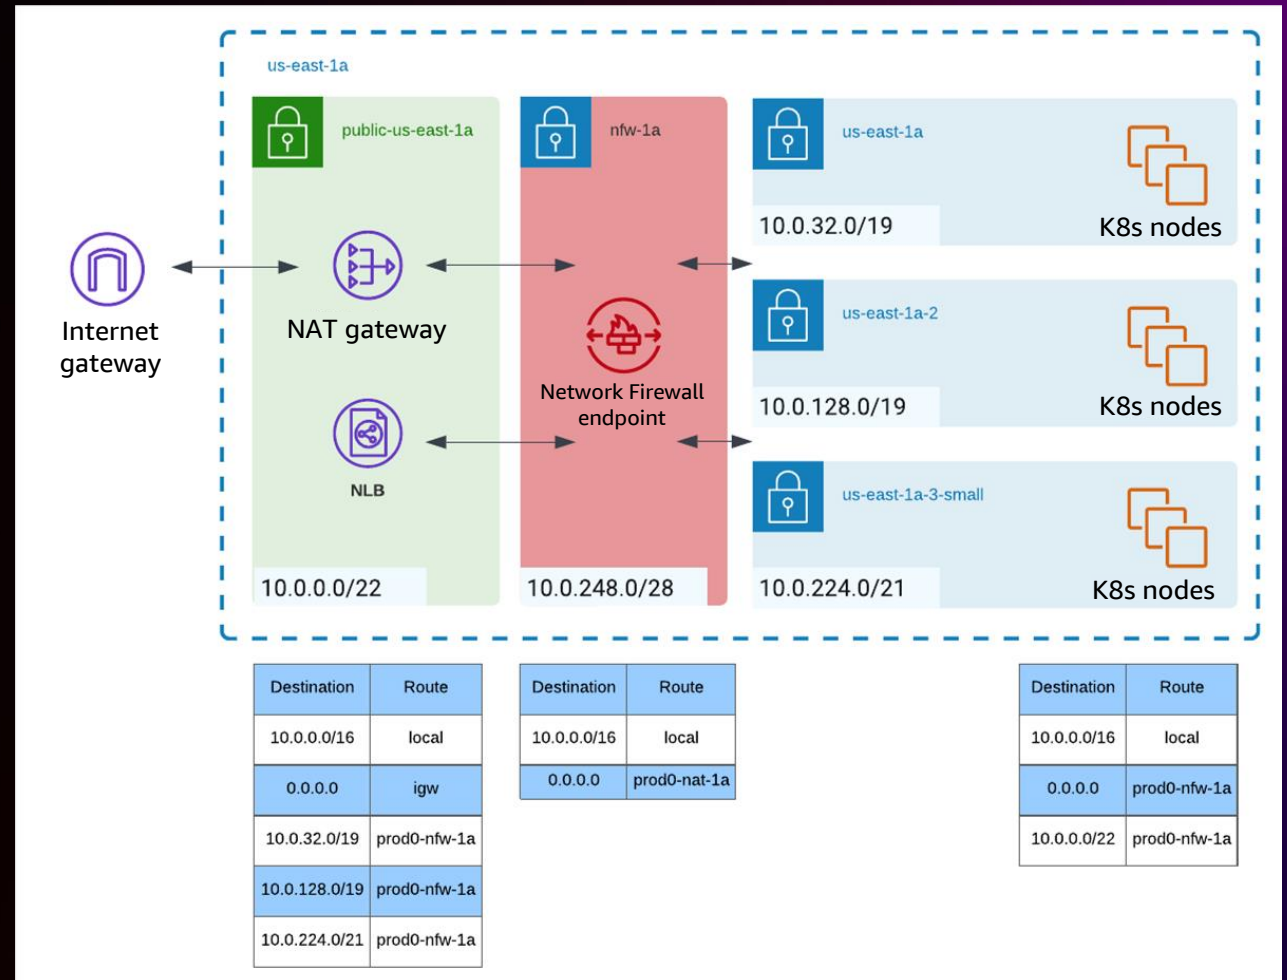 us-east-1a
public-us-east-1a
nfw-1a
us-east-1a
10.0.32.0/19
K8s nodes
us-east-1a-2
10.0.128.0/19
K8s nodes
us-east-1a-3-small
10.0.224.0/21
K8s nodes
Internet
gateway
NAT gateway
NLB
10.0.0.0/22
Network Firewall
endpoint
10.0.248.0/28
Destination Route
10.0.0.0/16 local
0.0.0.0 igw
10.0.32.0/19 prod0-nfw-1a
10.0.128.0/19 prod0-nfw-1a
10.0.224.0/21 prod0-nfw-1a
Destination Route
10.0.0.0/16 local
0.0.0.0 prod0-nat-1a
Destination Route
10.0.0.0/16 local
0.0.0.0 prod0-nfw-1a
10.0.0.0/22 prod0-nfw-1a